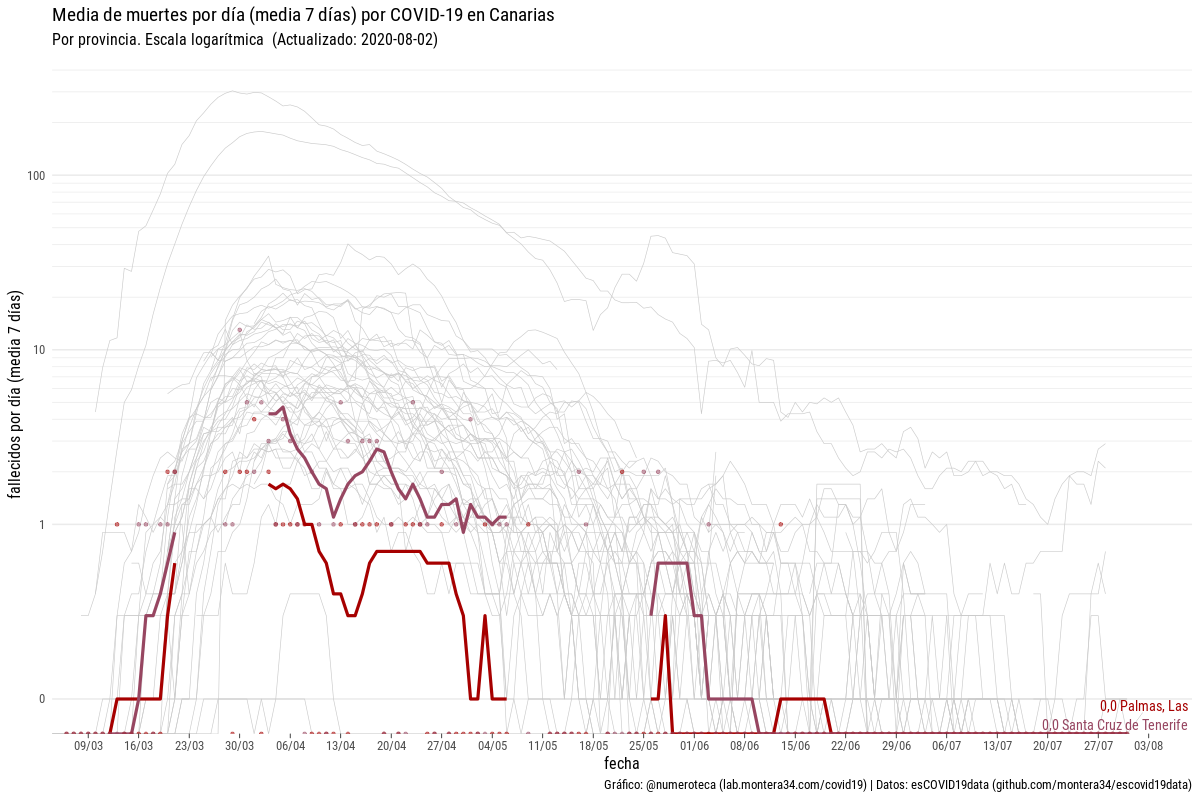 Media de muertes por día (media 7 días) por COVID-19 en Canarias
Por provincia. Escala logarítmica  (Actualizado: 2020-08-02)
fallecidos por día (media  7 días)
100
10
1
0
0,0 Palmas, Las
0,0 Santa Cruz de Tenerife
09/03 16/03 23/03 30/03 06/04 13/04 20/04 27/04 04/05 11/05 18/05 25/05 01/06 08/06 15/06 22/06 29/06 06/07 13/07 20/07 27/07 03/08
fecha
Gráfico: @numeroteca (lab.montera34.com/covid19) | Datos: esCOVID19data (github.com/montera34/escovid19data)